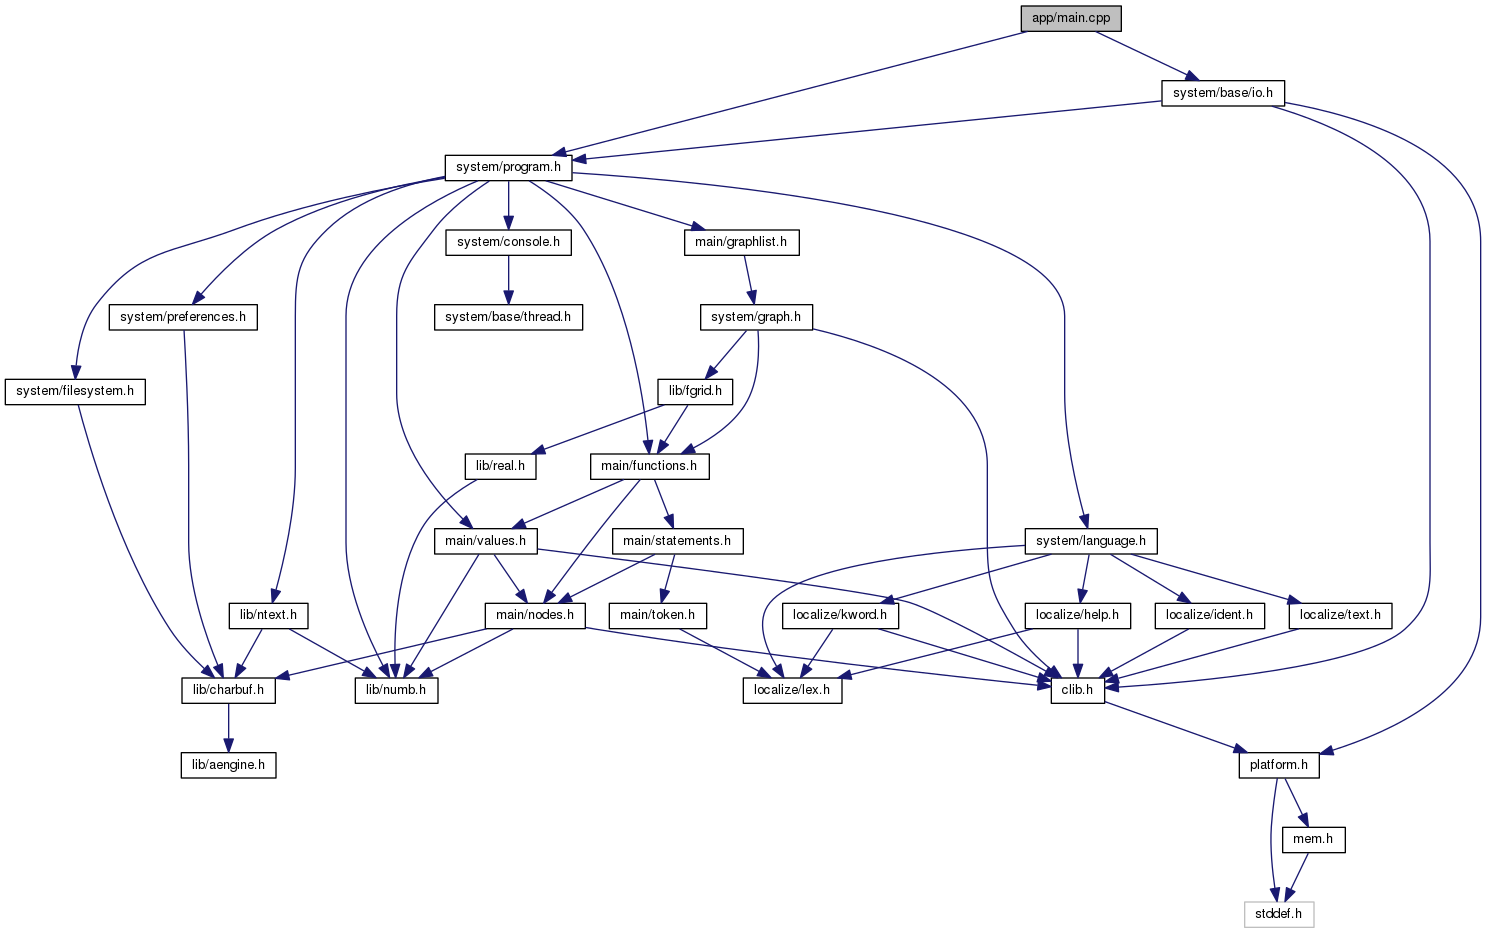 app/main.cpp
system/base/io.h
system/program.h
system/console.h
main/graphlist.h
system/preferences.h
system/base/thread.h
system/graph.h
system/filesystem.h
lib/fgrid.h
lib/real.h
main/functions.h
main/values.h
main/statements.h
system/language.h
lib/ntext.h
main/nodes.h
main/token.h
localize/kword.h
localize/help.h
localize/ident.h
localize/text.h
lib/charbuf.h
lib/numb.h
localize/lex.h
clib.h
lib/aengine.h
platform.h
mem.h
stddef.h